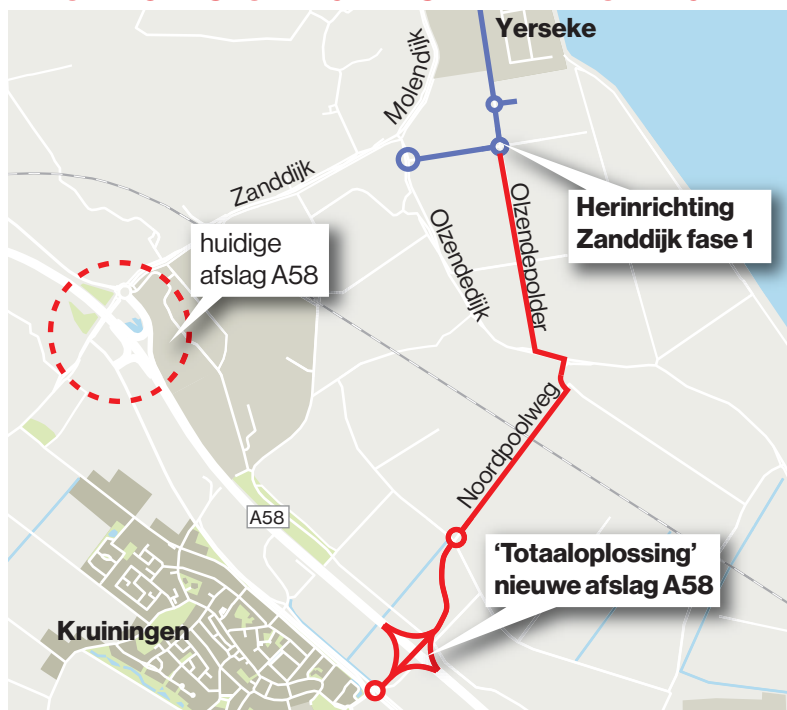 Yerseke
Molendijk
Zanddijk
Herinrichting
Zanddijk fase 1
huidige
afslag A58
Olzendepolder
Olzendedijk
Noordpoolweg
A58
‘Totaaloplossing’
nieuwe afslag A58
Kruiningen